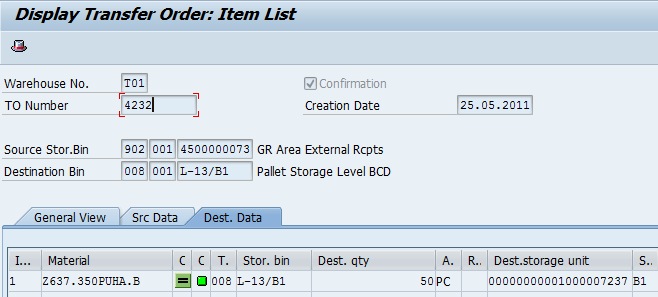 Display Transfer Order: Item List
Warehouse No. T01 Confirmation
TO Number 4232 Creation Date 25.05.2011
Source Stor.Bin 902 001 4500000073 GR Area External Rcpts
Destination Bin 008 001 L-13/B1 Pallet Storage Level BCD
General View Src Data Dest. Data
I... Material C C T. Stor. bin Dest. qty A. R.. Dest.storage unit S..
1 Z637.350PUHA.B 008 L-13/B1 50 PC 00000000001000007237 B1